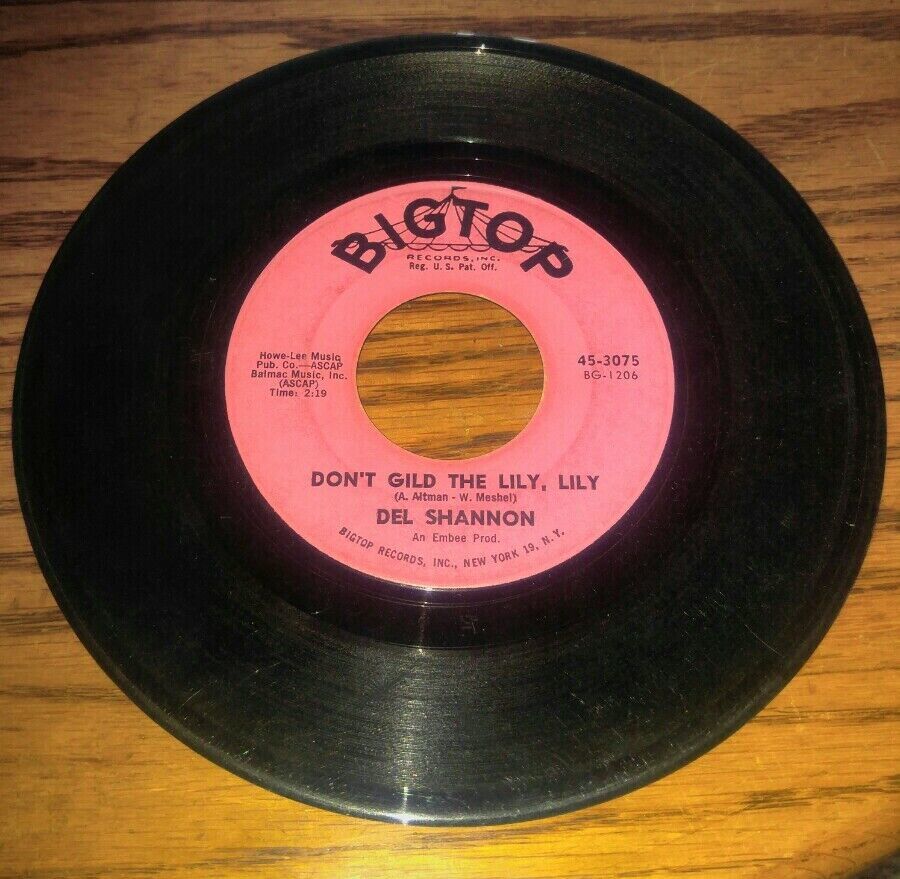 BIGTOP
RECORDS, INC.
Reg. U. S. Pat. Off.
Howe-Lee Music
Pub. Co.—ASCAP
Batmac Music, Inc.
(ASCAP)
Time: 2:19
45-3075
BG-1206
DON'T GILD THE LILY, LILY
(A. Altman - W. Meshel)
DEL SHANNON
An Embee Prod.
BIGTOP RECORDS, INC., NEW YORK 19, N. Y.